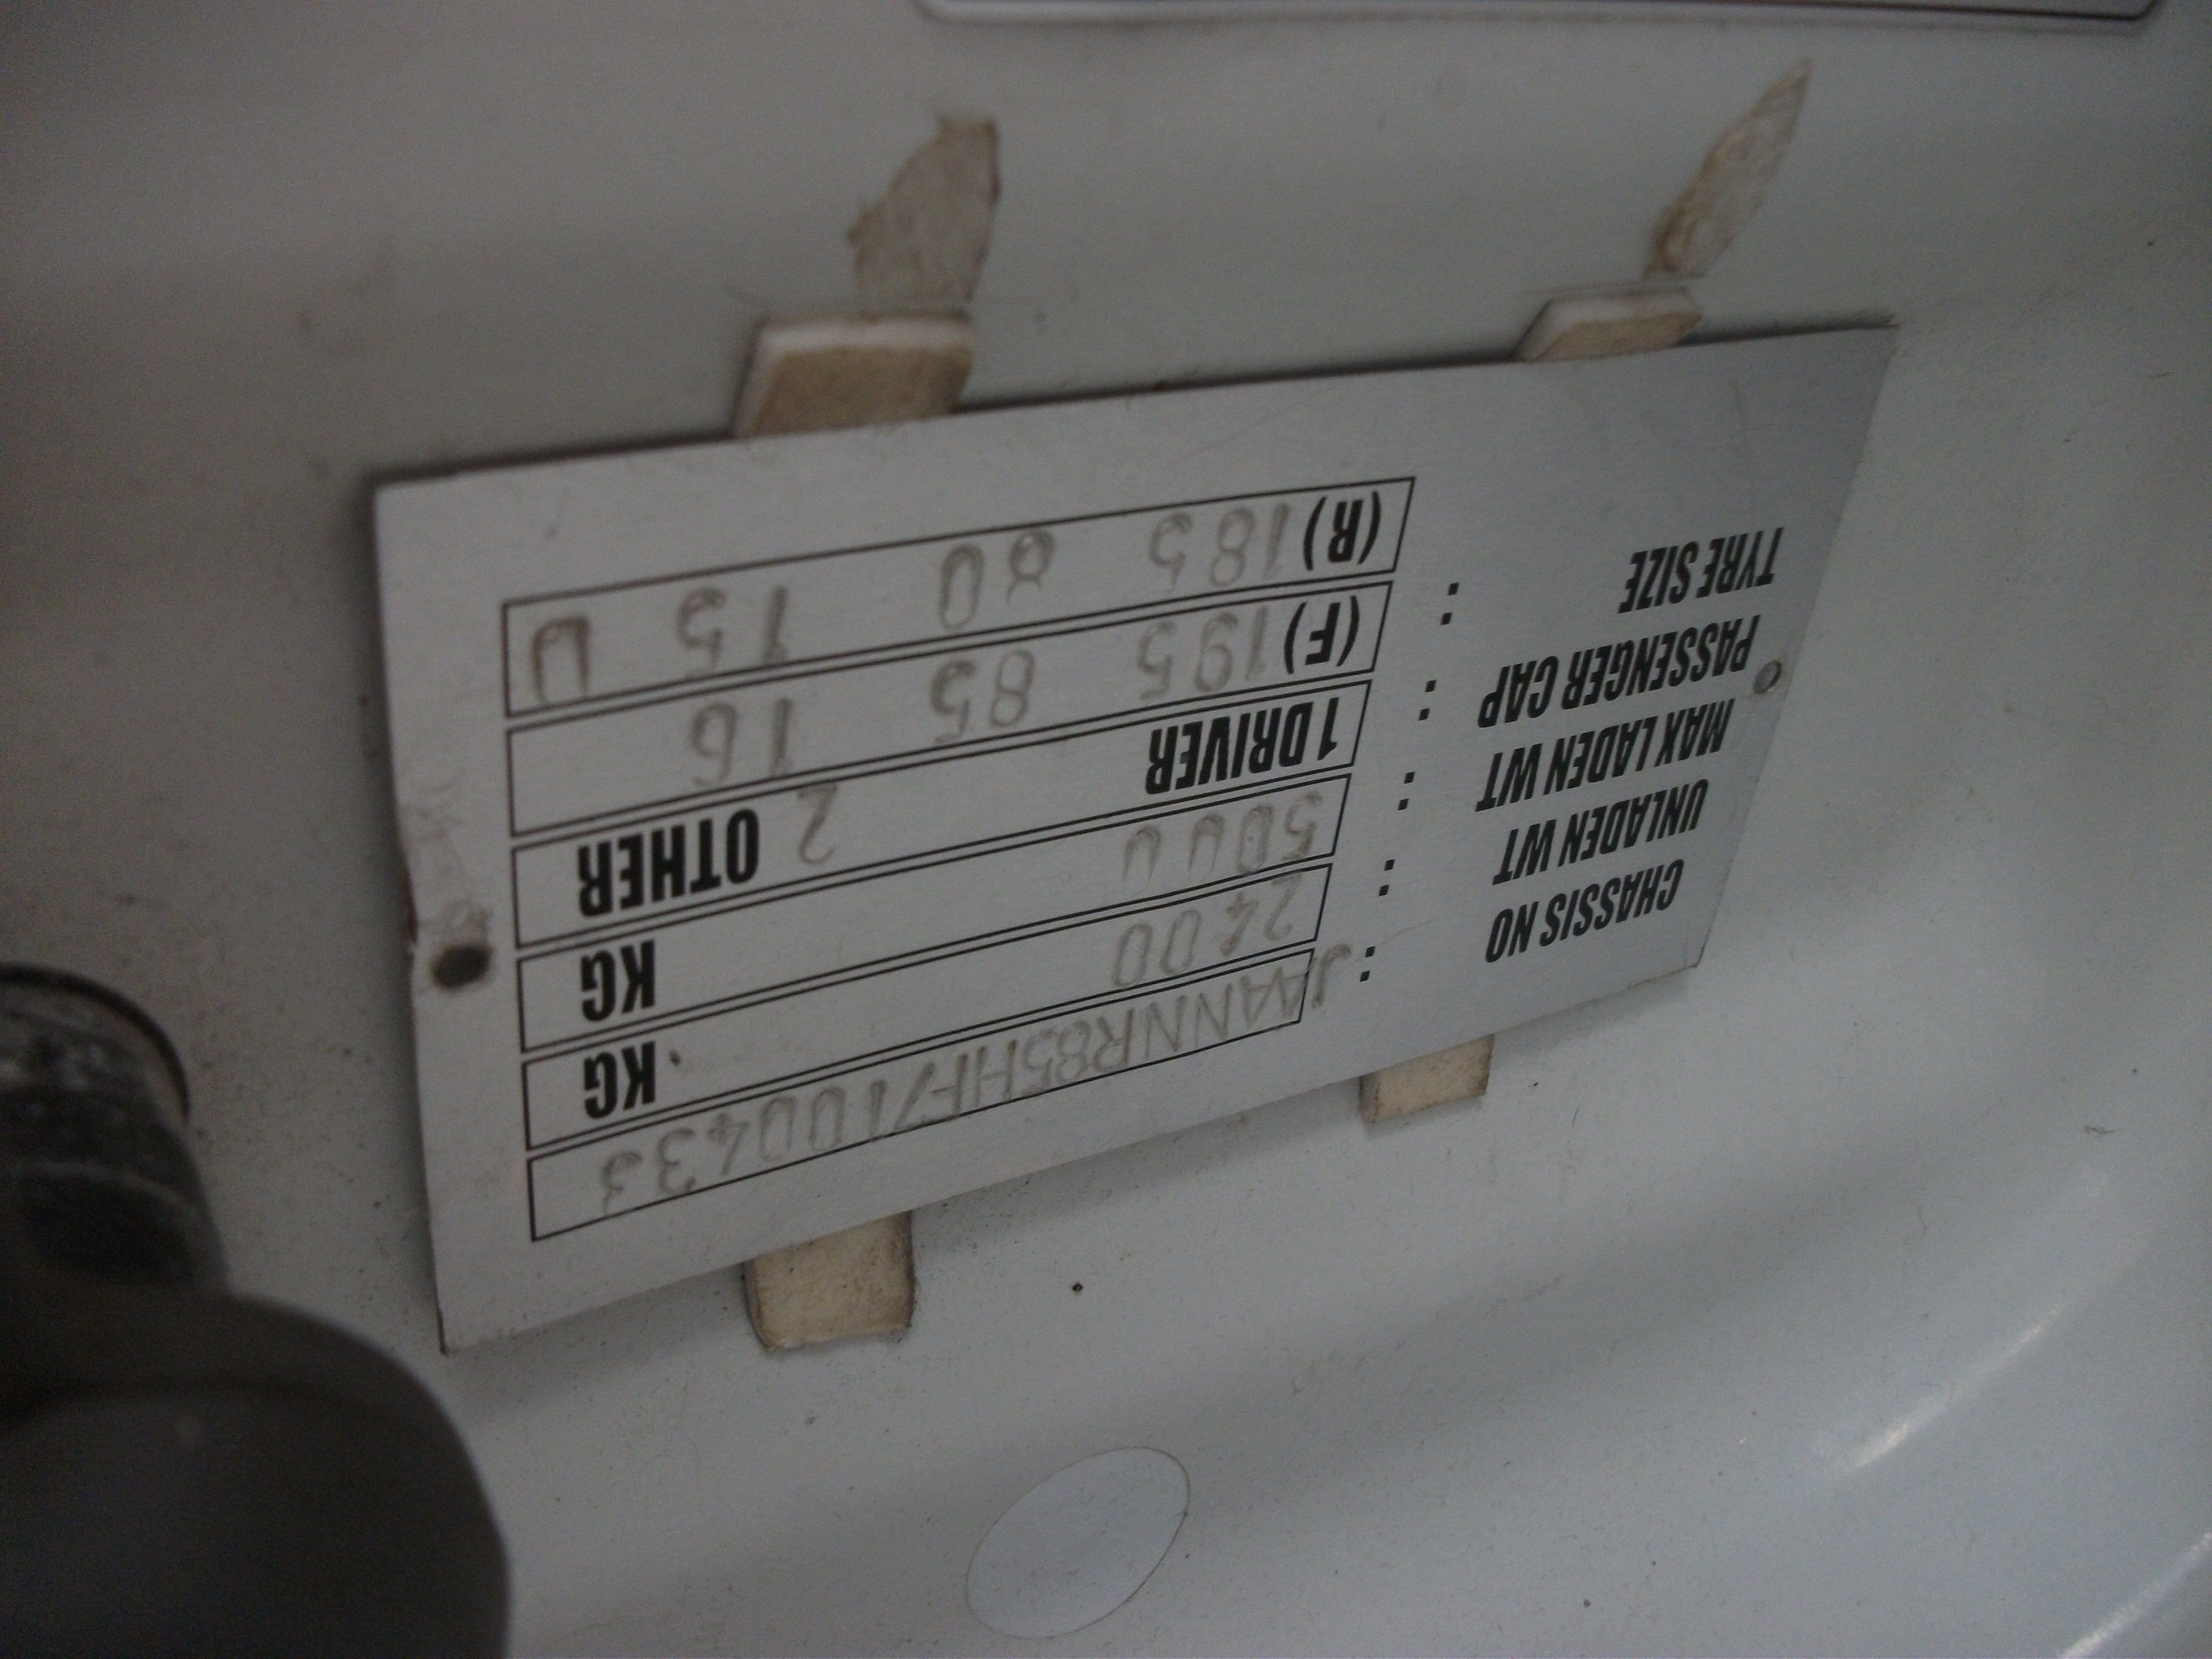 CHASSIS NO : JAANNR85HF7100433
UNLADEN WT : 2400 KG
MAX LADEN WT : 5000 KG
PASSENGER CAP : 1 DRIVER 2 OTHER
TYRE SIZE : (F) 195 85 16
(R) 185 80 15 D